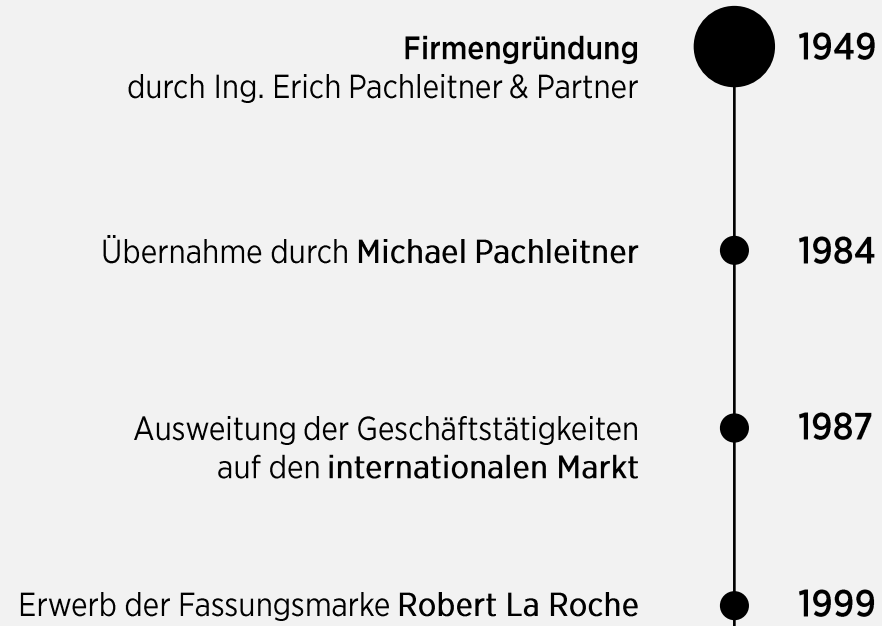 Firmengründung 1949
durch Ing. Erich Pachleitner & Partner
Übernahme durch Michael Pachleitner 1984
Ausweitung der Geschäftstätigkeiten 1987
auf den internationalen Markt
Erwerb der Fassungsmarke Robert La Roche 1999